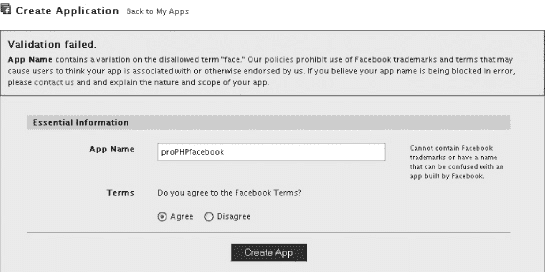 Create Application Back to My Apps
Validation failed.
App Name contains a variation on the disallowed term "face." Our policies prohibit use of Facebook trademarks and terms that may
cause users to think your app is associated with or otherwise endorsed by us. If you believe your app name is being blocked in error,
please contact us and and explain the nature and scope of your app.
Essential Information
App Name
proPHPfacebook
Cannot contain Facebook
trademarks or have a name
that can be confused with an
app built by Facebook.
Terms
Do you agree to the Facebook Terms?
Agree Disagree
Create App